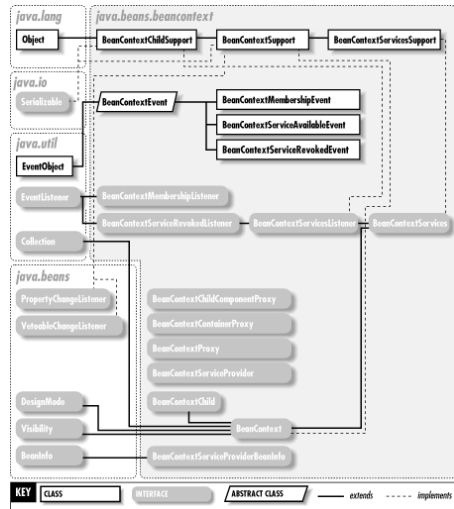 java.lang
java.beans.beancontext
Object
BeanContextChildSupport
BeanContextSupport
BeanContextServicesSupport
java.io
Serializable
BeanContextEvent
BeanContextMembershipEvent
BeanContextServiceAvailableEvent
BeanContextServiceRevokedEvent
java.util
EventObject
EventListener
BeanContextMembershipListener
BeanContextServiceRevokedListener
BeanContextServicesListener
BeanContextServices
Collection
java.beans
PropertyChangeListener
VetoableChangeListener
BeanContextChildComponentProxy
BeanContextContainerProxy
BeanContextProxy
BeanContextServiceProvider
DesignMode
BeanContextChild
Visibility
BeanContext
BeanInfo
BeanContextServiceProviderBeanInfo
KEY
CLASS
INTERFACE
ABSTRACT CLASS
extends
implements